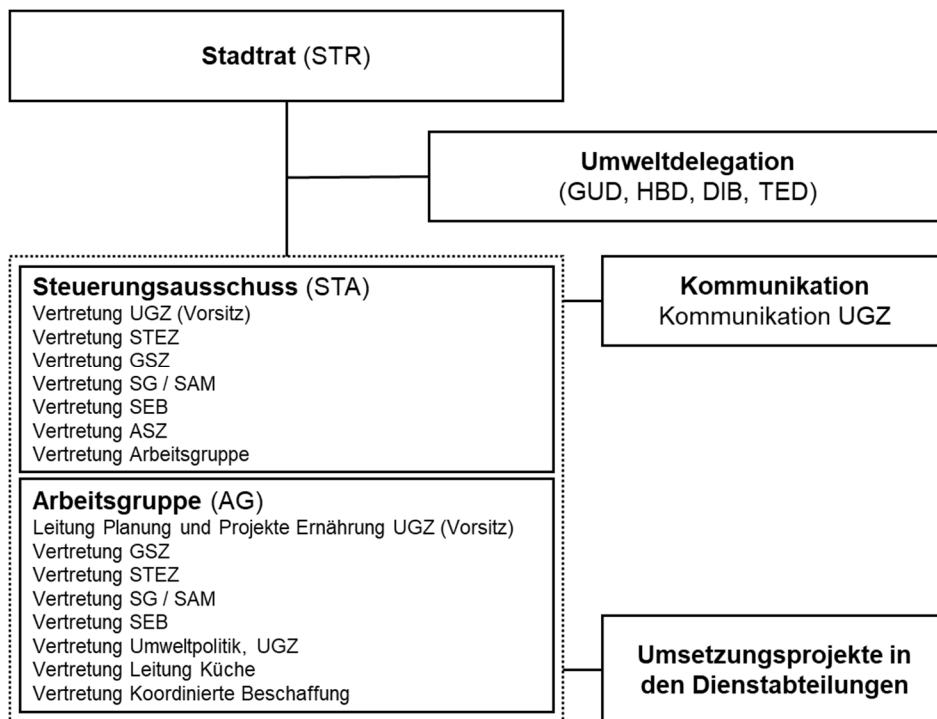 Stadtrat (STR)
Umweltdelegation
(GUD, HBD, DIB, TED)
Steuerungsausschuss (STA)
Vertretung UGZ (Vorsitz)
Vertretung STEZ
Vertretung GSZ
Vertretung SG / SAM
Vertretung SEB
Vertretung ASZ
Vertretung Arbeitsgruppe
Kommunikation
Kommunikation UGZ
Arbeitsgruppe (AG)
Leitung Planung und Projekte Ernährung UGZ (Vorsitz)
Vertretung GSZ
Vertretung STEZ
Vertretung SG / SAM
Vertretung SEB
Vertretung Umweltpolitik, UGZ
Vertretung Leitung Küche
Vertretung Koordinierte Beschaffung
Umsetzungsprojekte in
den Dienstabteilungen